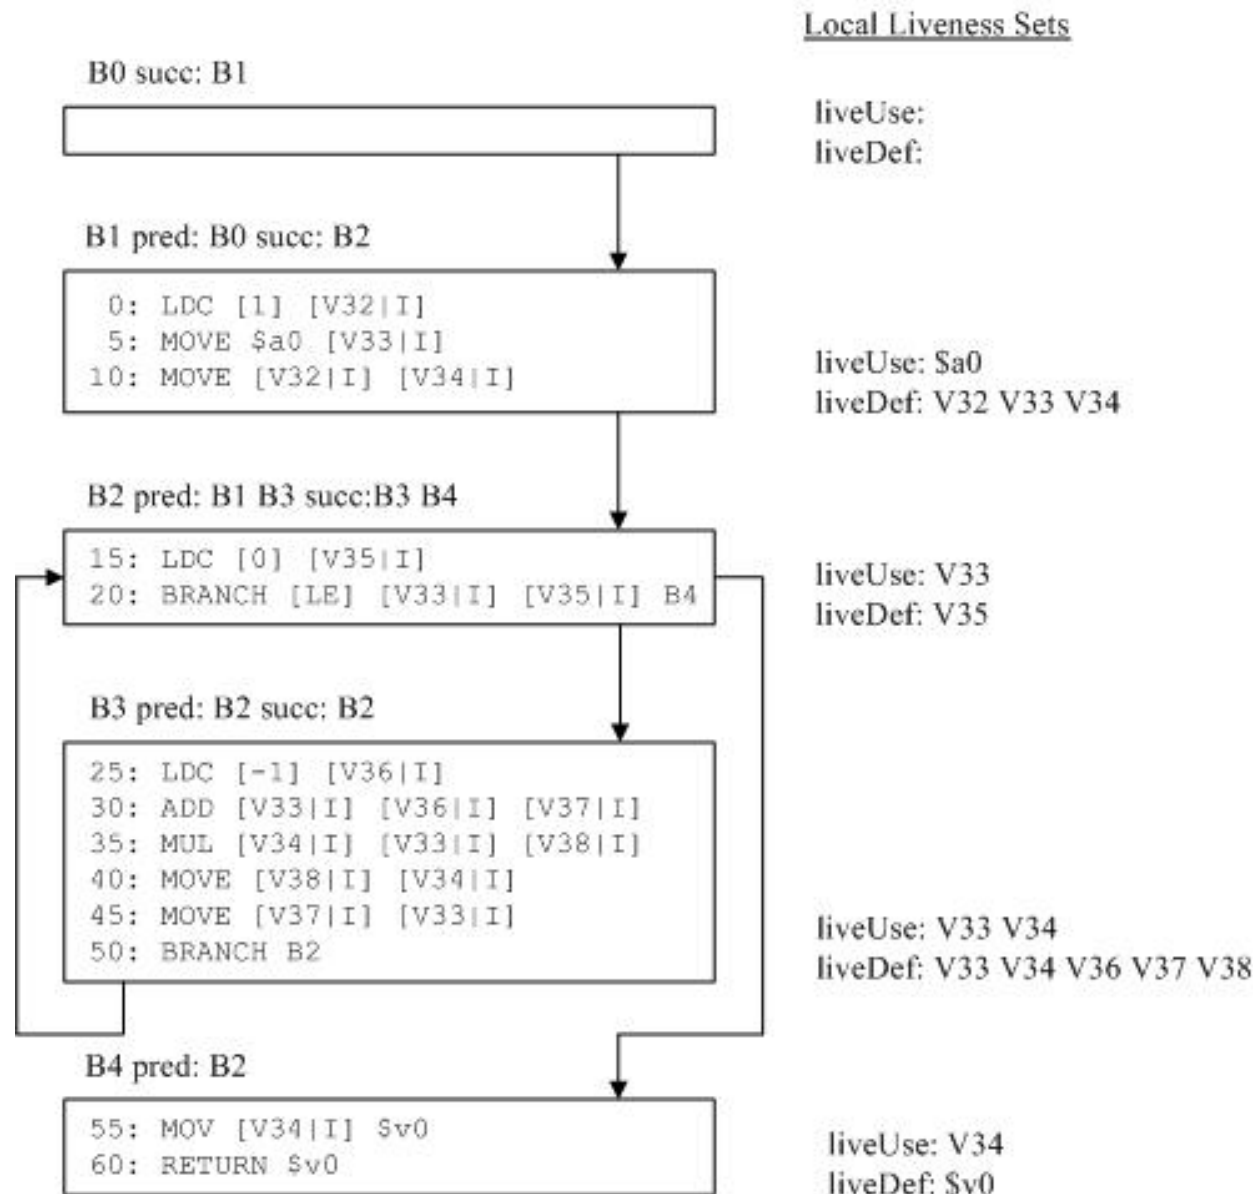 Local Liveness Sets
B0 succ: B1
liveUse:
liveDef:
B1 pred: B0 succ: B2
0: LDC [1] [V32|I]
5: MOVE $a0 [V33|I]
10: MOVE [V32|I] [V34|I]
liveUse: $a0
liveDef: V32 V33 V34
B2 pred: B1 B3 succ:B3 B4
15: LDC [0] [V35|I]
20: BRANCH [LE] [V33|I] [V35|I] B4
liveUse: V33
liveDef: V35
B3 pred: B2 succ: B2
25: LDC [-1] [V36|I]
30: ADD [V33|I] [V36|I] [V37|I]
35: MUL [V34|I] [V33|I] [V38|I]
40: MOVE [V38|I] [V34|I]
45: MOVE [V37|I] [V33|I]
50: BRANCH B2
liveUse: V33 V34
liveDef: V33 V34 V36 V37 V38
B4 pred: B2
55: MOV [V34|I] $v0
60: RETURN $v0
liveUse: V34
liveDef: $v0